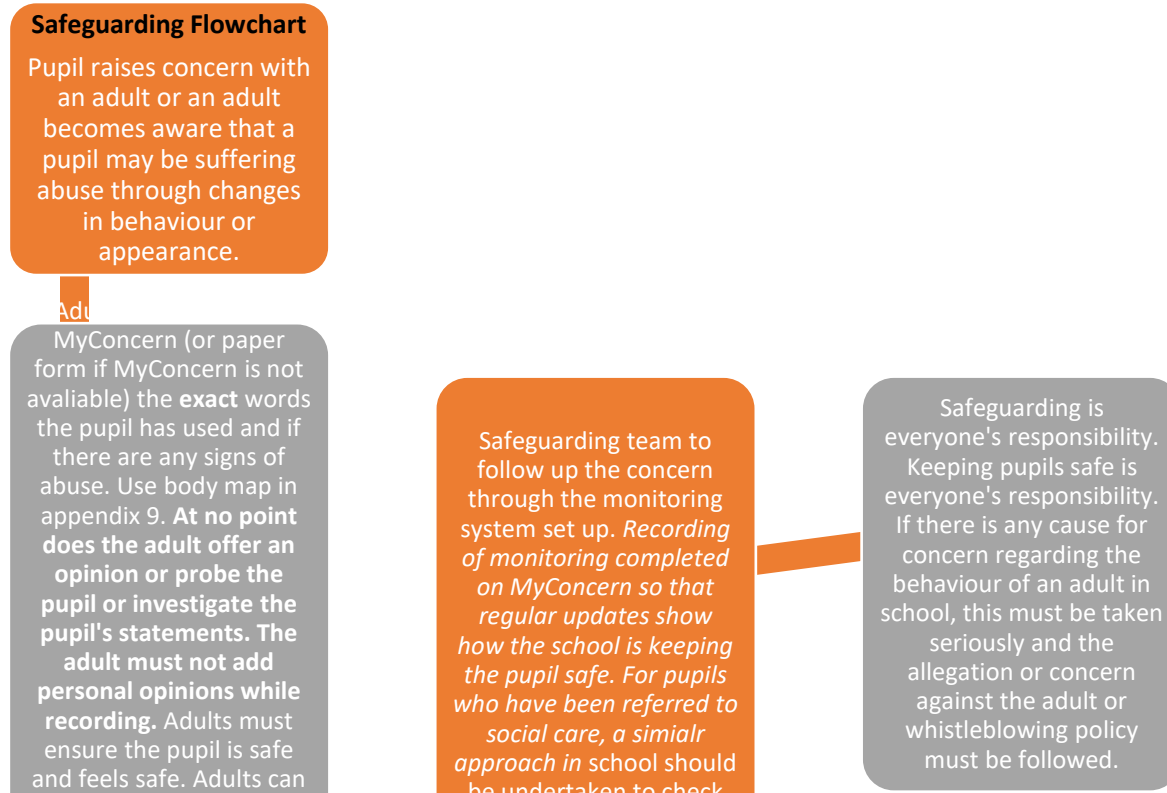 Safeguarding Flowchart
Pupil raises concern with
an adult or an adult
becomes aware that a
pupil may be suffering
abuse through changes
in behaviour or
appearance.
MyConcern (or paper
form if MyConcern is not
avaliable) the exact words
the pupil has used and if
there are any signs of
abuse. Use body map in
appendix 9. At no point
does the adult offer an
opinion or probe the
pupil or investigate the
pupil's statements. The
adult must not add
personal opinions while
recording. Adults must
ensure the pupil is safe
and feels safe. Adults can
Safeguarding team to
follow up the concern
through the monitoring
system set up. Recording
of monitoring completed
on MyConcern so that
regular updates show
how the school is keeping
the pupil safe. For pupils
who have been referred to
social care, a simialr
approach in school should
be undertaken to check
Safeguarding is
everyone's responsibility.
Keeping pupils safe is
everyone's responsibility.
If there is any cause for
concern regarding the
behaviour of an adult in
school, this must be taken
seriously and the
allegation or concern
against the adult or
whistleblowing policy
must be followed.